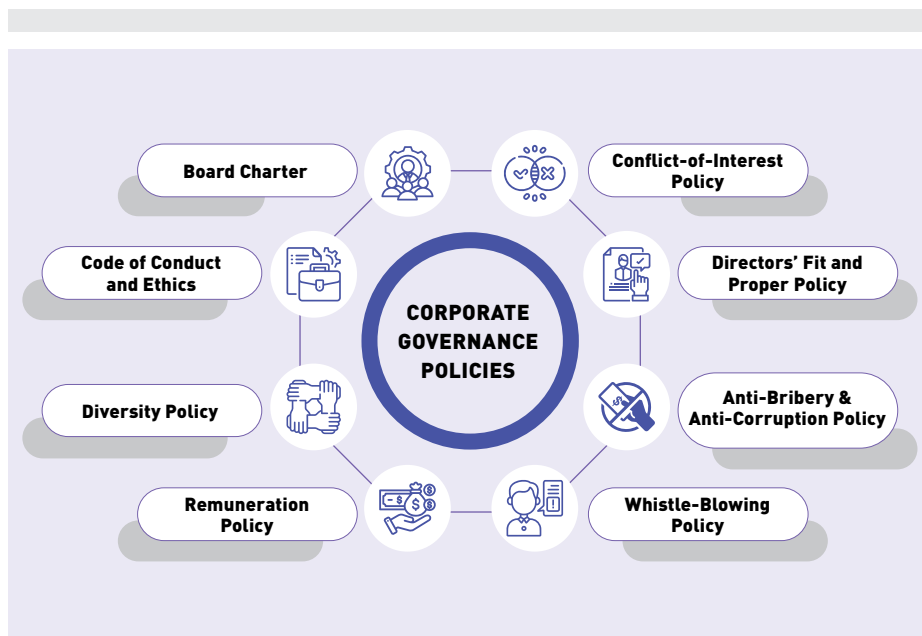 Board Charter
Conflict-of-Interest
Policy
Code of Conduct
and Ethics
Directors’ Fit and
Proper Policy
CORPORATE
GOVERNANCE
POLICIES
Diversity Policy
Anti-Bribery &
Anti-Corruption Policy
Remuneration
Policy
Whistle-Blowing
Policy